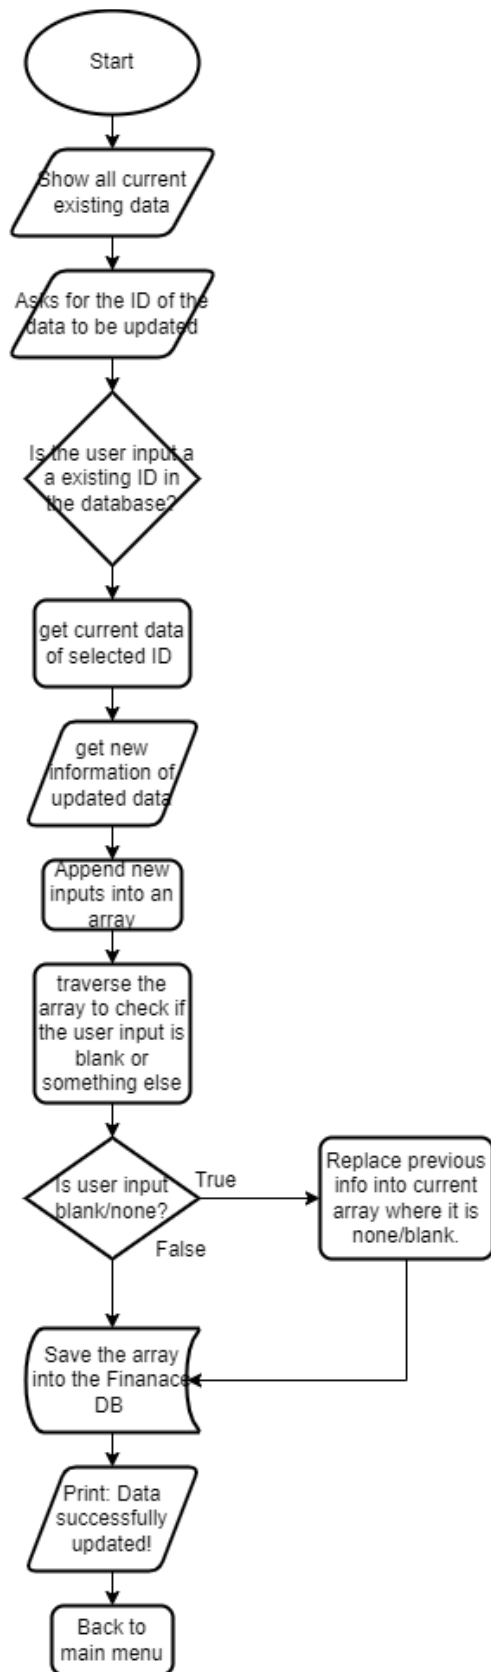 Start
Show all current
existing data
Asks for the ID of the
data to be updated
Is the user input a
a existing ID in
the database?
get current data
of selected ID
get new
information of
updated data
Append new
inputs into an
array
traverse the
array to check if
the user input is
blank or
something else
Is user input
blank/none?
True
False
Replace previous
info into current
array where it is
none/blank.
Save the array
into the Finanace
DB
Print: Data
successfully
updated!
Back to
main menu